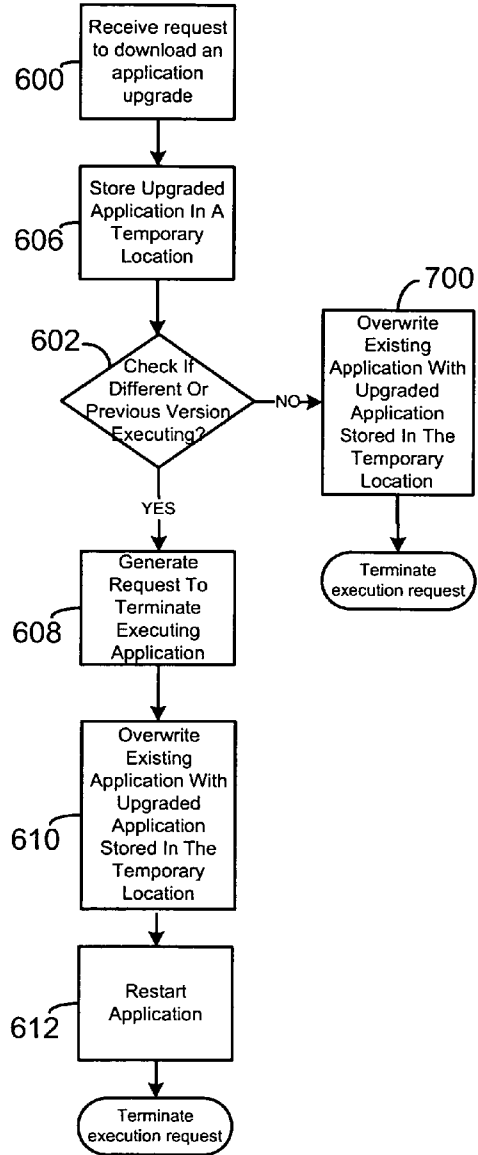 Receive request
to download an
application
upgrade
600
Store Upgraded
Application In A
Temporary
Location
606
602
Check If
Different Or
Previous Version
Executing?
NO
700
Overwrite
Existing
Application With
Upgraded
Application
Stored In The
Temporary
Location
Terminate
execution request
YES
Generate
Request To
Terminate
Executing
Application
608
Overwrite
Existing
Application With
Upgraded
Application
Stored In The
Temporary
Location
610
Restart
Application
612
Terminate
execution request